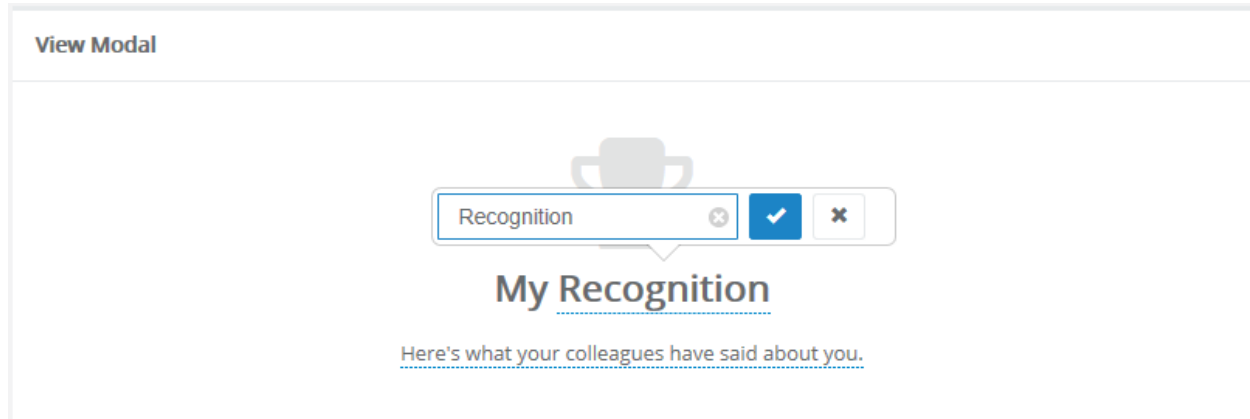 View Modal
Recognition
My Recognition
Here's what your colleagues have said about you.